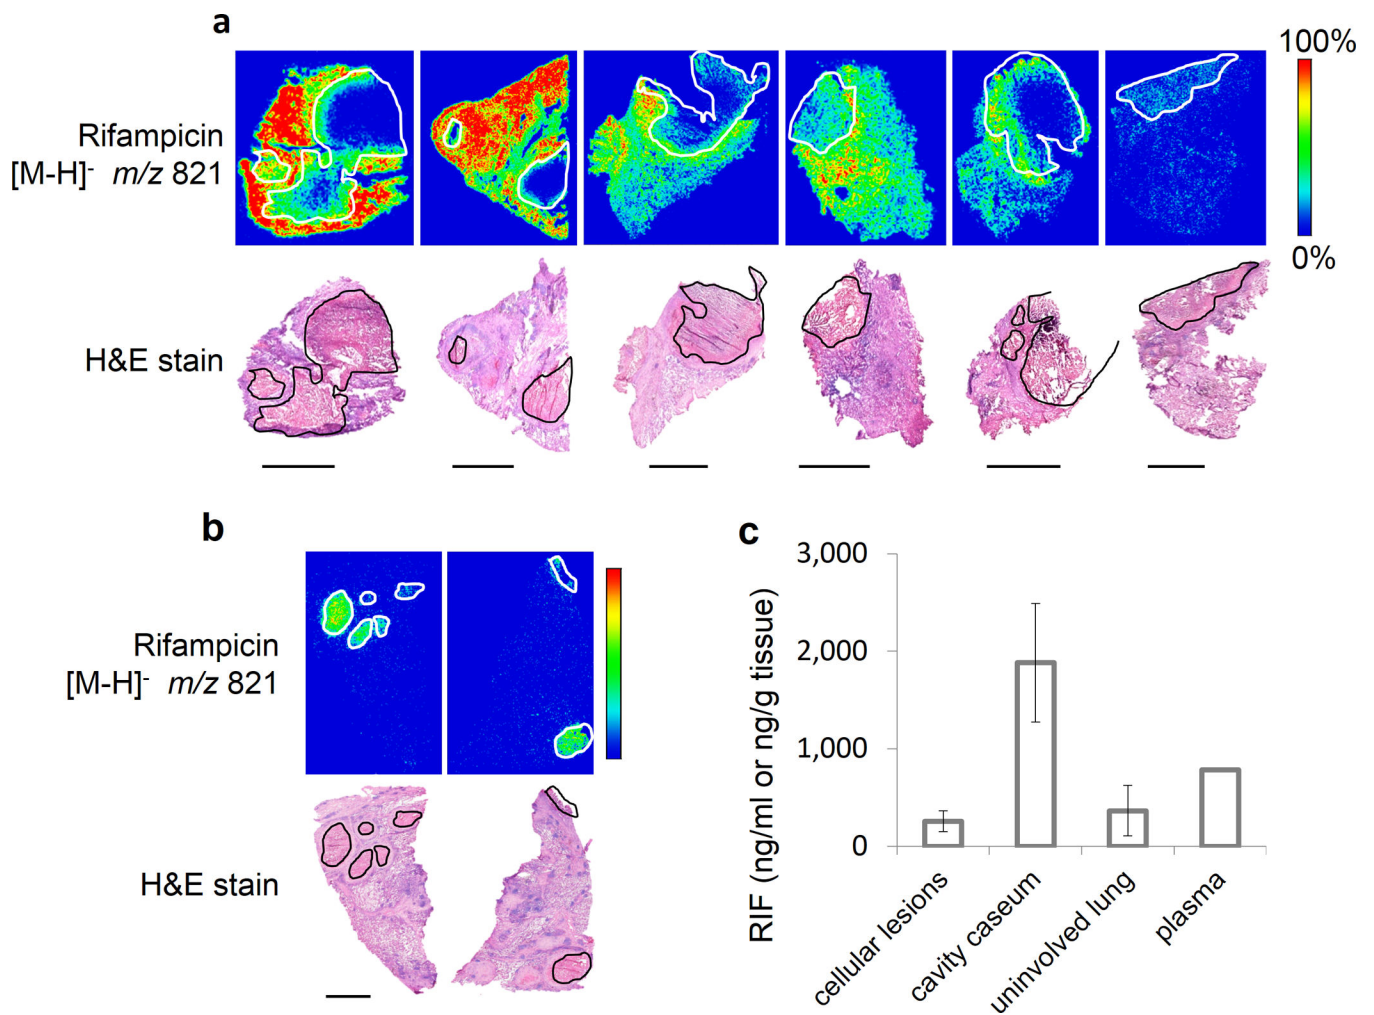 a
100%
Rifampicin
[M-H]- m/z 821
0%
H&E stain
b
Rifampicin
[M-H]- m/z 821
H&E stain
c
RIF (ng/ml or ng/g tissue)
3,000
2,000
1,000
0
cellular lesions
cavity caseum
uninvolved lung
plasma